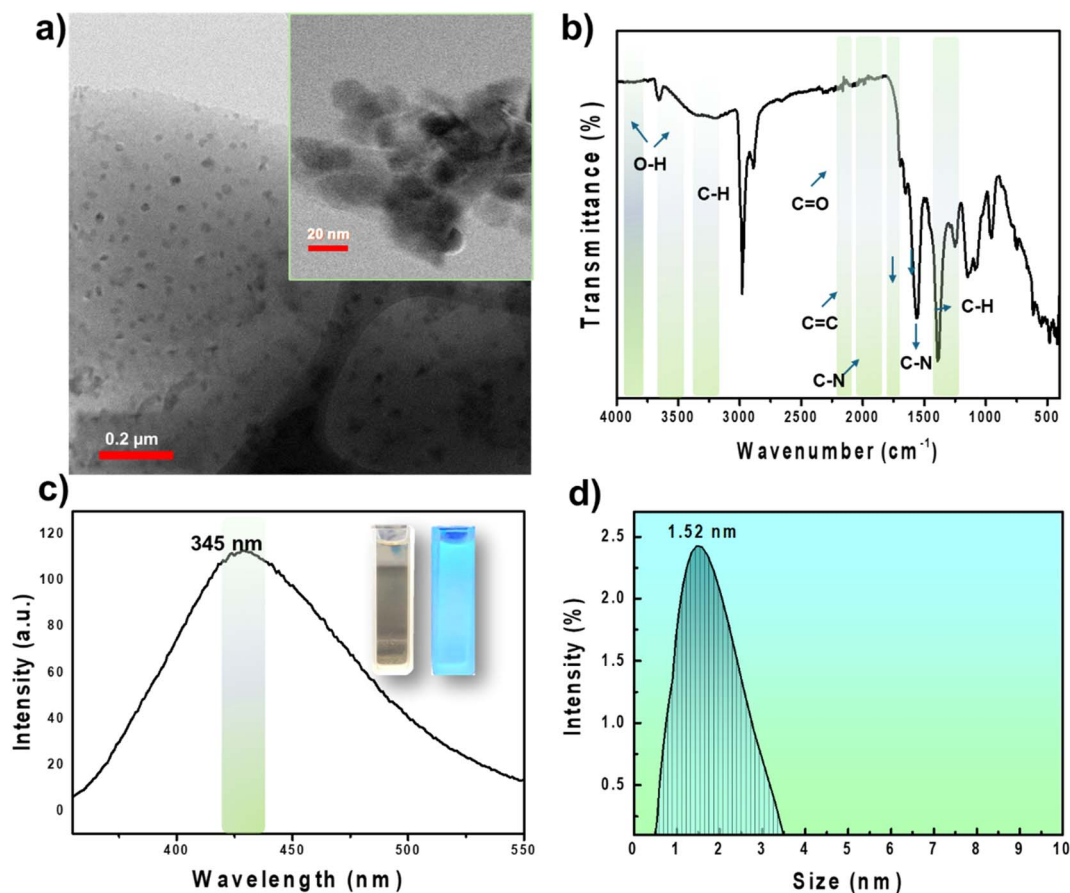 a)
20 nm
0.2 µm
b)
Transmittance (%)
O-H
C-H
C=O
C=C
C-N
C-N
C-H
4000 3500 3000 2500 2000 1500 1000 500
Wavenumber (cm⁻¹)
c)
345 nm
Intensity (a.u.)
120
100
80
60
40
20
0
400 450 500 550
Wavelength (nm)
d)
1.52 nm
Intensity (%)
2.5
2.0
1.5
1.0
0.5
0 1 2 3 4 5 6 7 8 9 10
Size (nm)